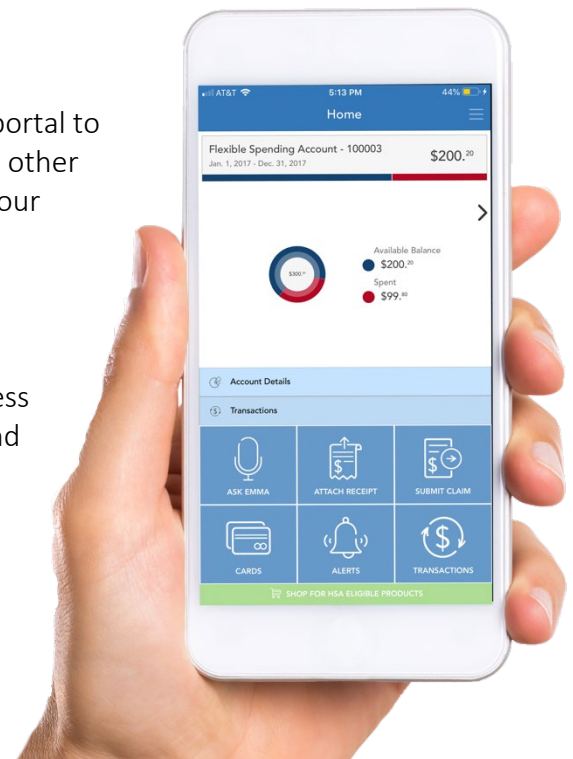 portal to
other
our
ess
nd
AT&T 5:13 PM 44%
Home
Flexible Spending Account - 100003
Jan. 1, 2017 - Dec. 31, 2017
$200.20
Available Balance
$200.20
Spent
$99.80
$300.
Account Details
Transactions
ASK EMMA
ATTACH RECEIPT
SUBMIT CLAIM
CARDS
ALERTS
TRANSACTIONS
SHOP FOR HSA ELIGIBLE PRODUCTS